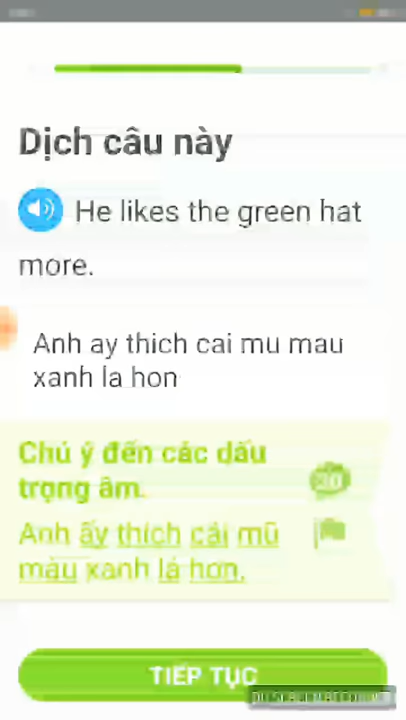 Dịch câu này
He likes the green hat
more.
Anh ay thich cai mu mau
xanh la hon
Chú ý đến các dấu
trọng âm.
Anh ấy thích cái mũ
màu xanh lá hơn.
TIẾP TỤC